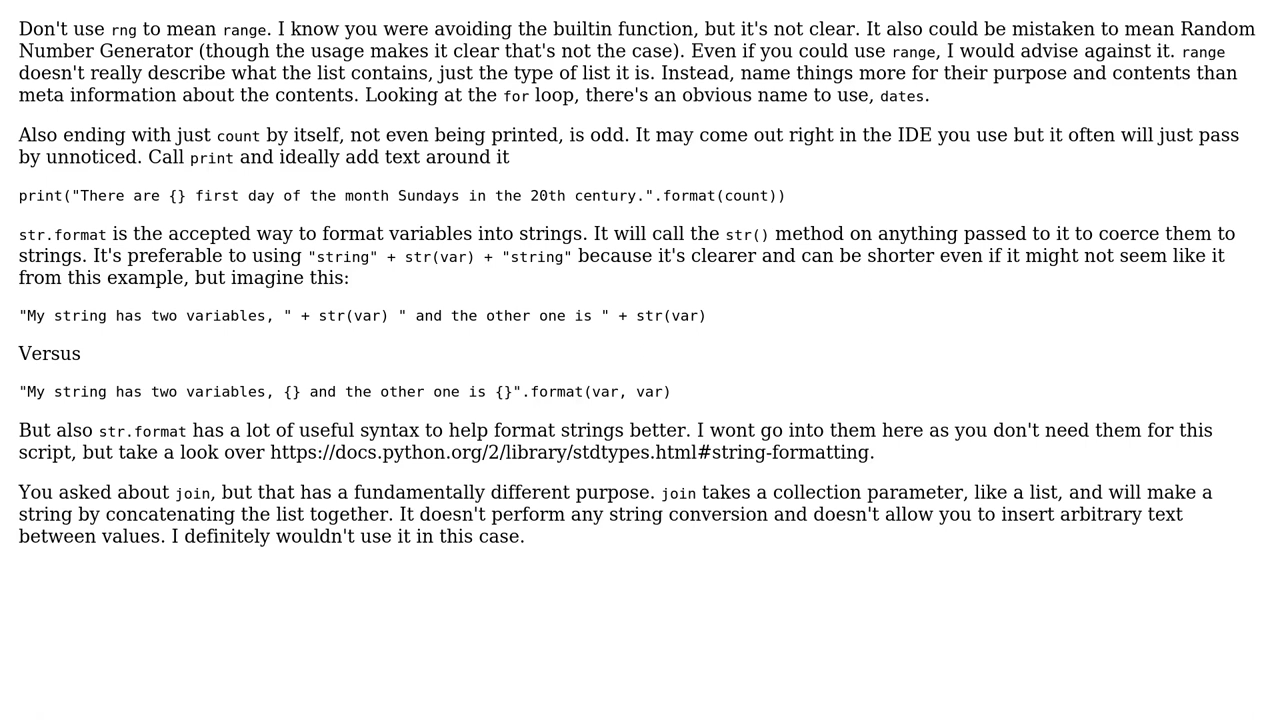 Don't use rng to mean range. I know you were avoiding the builtin function, but it's not clear. It also could be mistaken to mean Random
Number Generator (though the usage makes it clear that's not the case). Even if you could use range, I would advise against it. range
doesn't really describe what the list contains, just the type of list it is. Instead, name things more for their purpose and contents than
meta information about the contents. Looking at the for loop, there's an obvious name to use, dates.
Also ending with just count by itself, not even being printed, is odd. It may come out right in the IDE you use but it often will just pass
by unnoticed. Call print and ideally add text around it
print("There are {} first day of the month Sundays in the 20th century.".format(count))
str.format is the accepted way to format variables into strings. It will call the str() method on anything passed to it to coerce them to
strings. It's preferable to using "string" + str(var) + "string" because it's clearer and can be shorter even if it might not seem like it
from this example, but imagine this:
"My string has two variables, " + str(var) " and the other one is " + str(var)
Versus
"My string has two variables, {} and the other one is {}".format(var, var)
But also str.format has a lot of useful syntax to help format strings better. I wont go into them here as you don't need them for this
script, but take a look over https://docs.python.org/2/library/stdtypes.html#string-formatting.
You asked about join, but that has a fundamentally different purpose. join takes a collection parameter, like a list, and will make a
string by concatenating the list together. It doesn't perform any string conversion and doesn't allow you to insert arbitrary text
between values. I definitely wouldn't use it in this case.